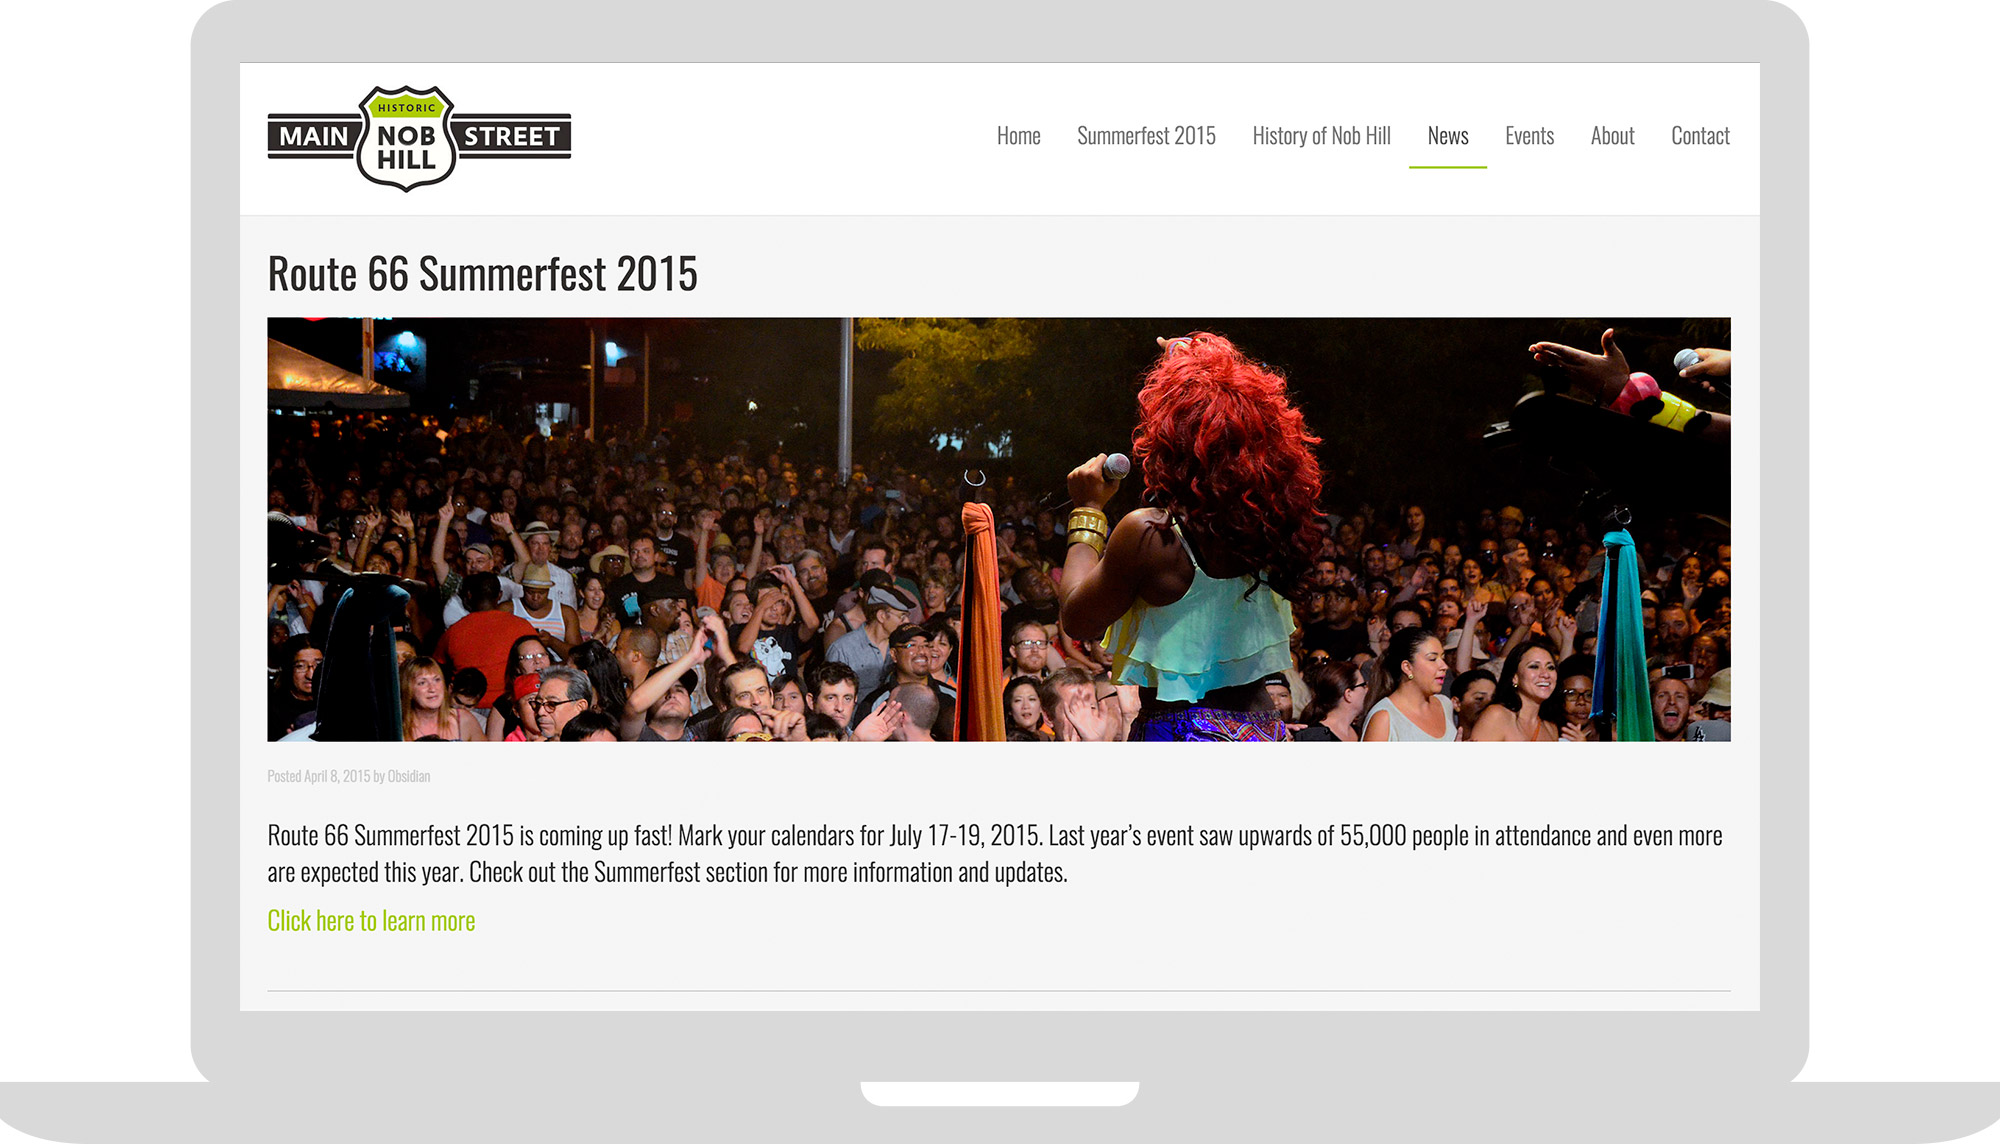 HISTORIC
MAIN NOB STREET
HILL
Home Summerfest 2015 History of Nob Hill News Events About Contact
Route 66 Summerfest 2015
Posted April 8, 2015 by Obsidian
Route 66 Summerfest 2015 is coming up fast! Mark your calendars for July 17-19, 2015. Last year’s event saw upwards of 55,000 people in attendance and even more
are expected this year. Check out the Summerfest section for more information and updates.
Click here to learn more